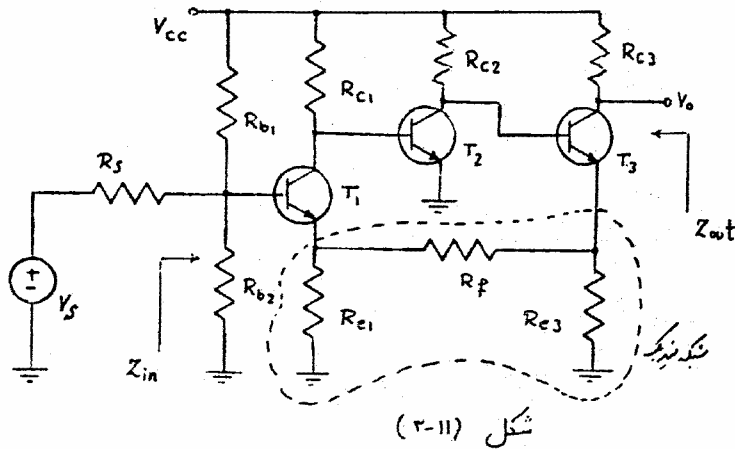 Vcc
Rb1
Rc1
Rc2
Rc3
Vo
Rs
T1
T2
T3
Zout
Vs
Zin
Rb2
Rf
Re1
Re3
شبکه فیدبک
شکل (۳-۱۱)